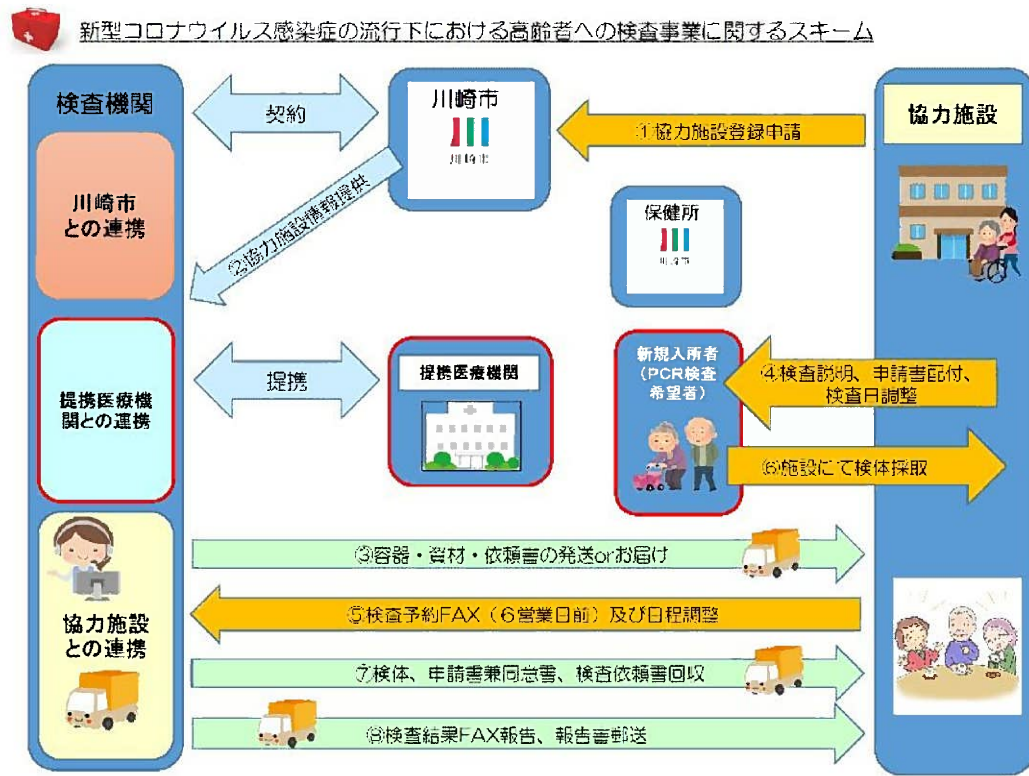 新型コロナウイルス感染症の流行下における高齢者への検査事業に関するスキーム
検査機関
川崎市
との連携
提携医療機
関との連携
協力施設
との連携
契約
川崎市
川崎市
①協力施設登録申請
協力施設
②協力施設情報提供
保健所
川崎市
提携
提携医療機関
新規入所者
（PCR検査
希望者）
④検査説明、申請書配付、
検査日調整
⑥施設にて検体採取
③容器・資材・依頼書の発送orお届け
⑤検査予約FAX（６営業日前）及び日程調整
⑦検体、申請書兼同意書、検査依頼書回収
⑧検査結果FAX報告、報告書郵送